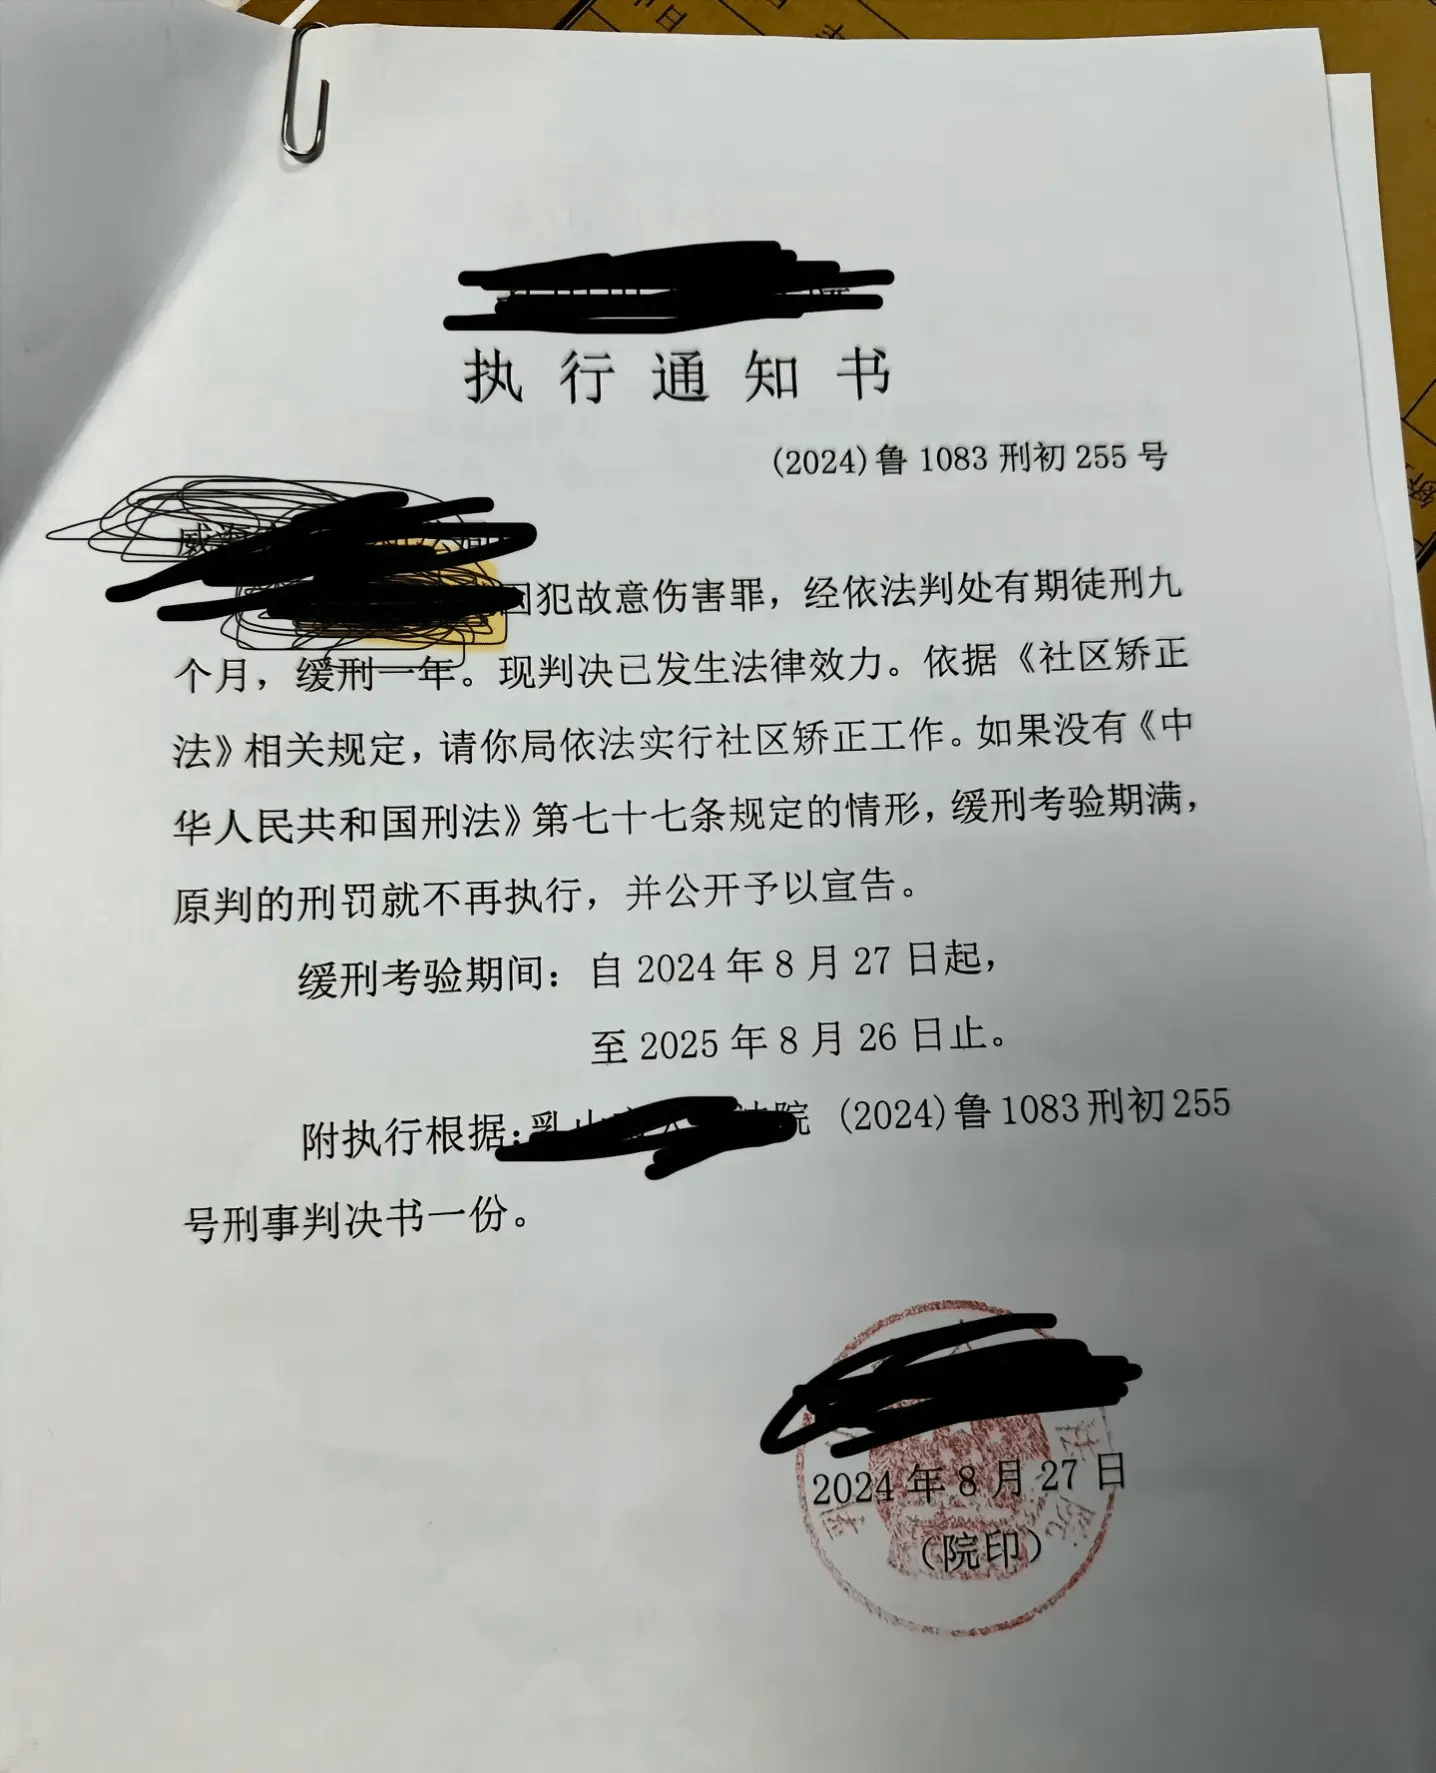 执行通知书
(2024)鲁 1083 刑初 255 号
威海
因犯故意伤害罪，经依法判处有期徒刑九
个月，缓刑一年。现判决已发生法律效力。依据《社区矫正
法》相关规定，请你局依法实行社区矫正工作。如果没有《中
华人民共和国刑法》第七十七条规定的情形，缓刑考验期满，
原判的刑罚就不再执行，并公开予以宣告。
缓刑考验期间：自 2024 年 8 月 27 日起，
至 2025 年 8 月 26 日止。
附执行根据：乳山 法院 (2024)鲁 1083 刑初 255
号刑事判决书一份。
2024 年 8 月 27 日
（院印）
法院